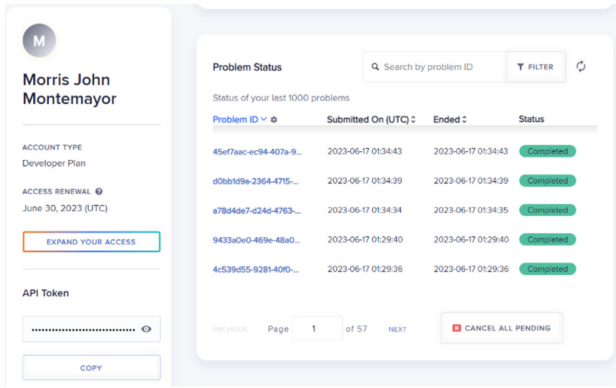 M
Morris John
Montemayor
ACCOUNT TYPE
Developer Plan
ACCESS RENEWAL
June 30, 2023 (UTC)
EXPAND YOUR ACCESS
API Token
•••••••••••••••••••••••••••••••
COPY
Problem Status
Search by problem ID
FILTER
Status of your last 1000 problems
Problem ID Submitted On (UTC) Ended Status
45ef7aac-ec94-407a-9... 2023-06-17 01:34:43 2023-06-17 01:34:43 Completed
d0bb1d9a-2364-4715-... 2023-06-17 01:34:39 2023-06-17 01:34:39 Completed
a78d4de7-d24d-4763-... 2023-06-17 01:34:34 2023-06-17 01:34:35 Completed
9433a0e0-469e-48a0... 2023-06-17 01:29:40 2023-06-17 01:29:40 Completed
4c539d55-9281-40f0-... 2023-06-17 01:29:36 2023-06-17 01:29:36 Completed
PREVIOUS Page 1 of 57 NEXT
CANCEL ALL PENDING